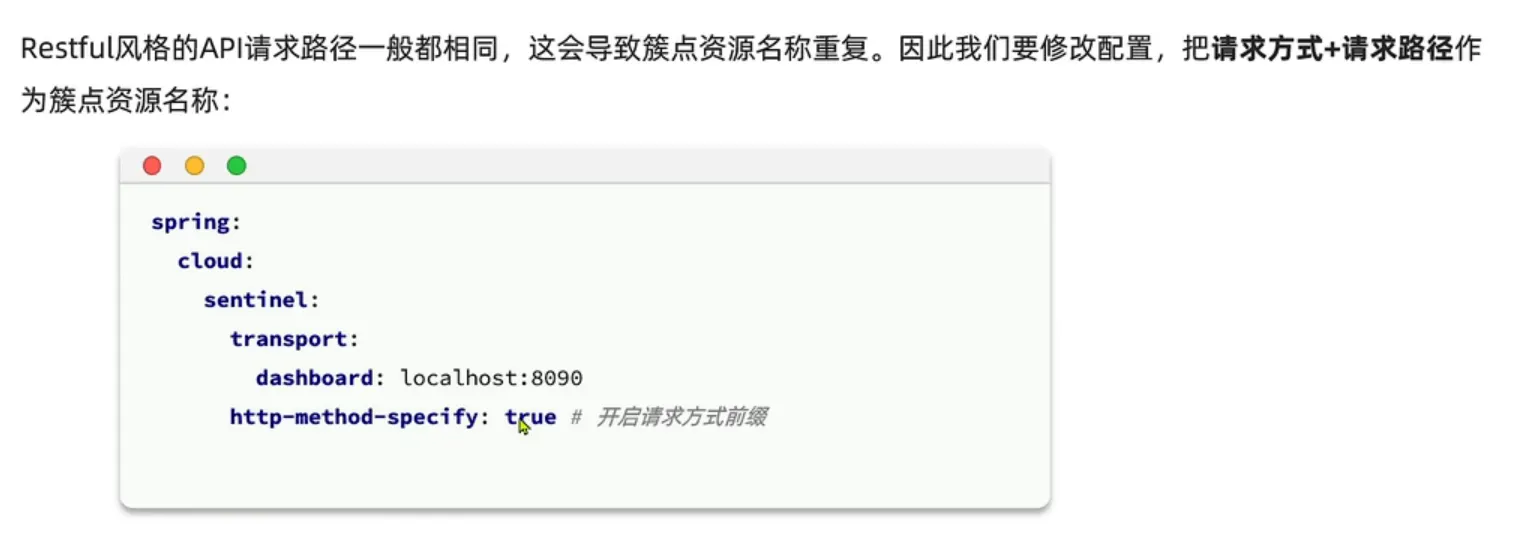 Restful风格的API请求路径一般都相同，这会导致簇点资源名称重复。因此我们要修改配置，把请求方式+请求路径作
为簇点资源名称：
spring:
cloud:
sentinel:
transport:
dashboard: localhost:8090
http-method-specify: true # 开启请求方式前缀